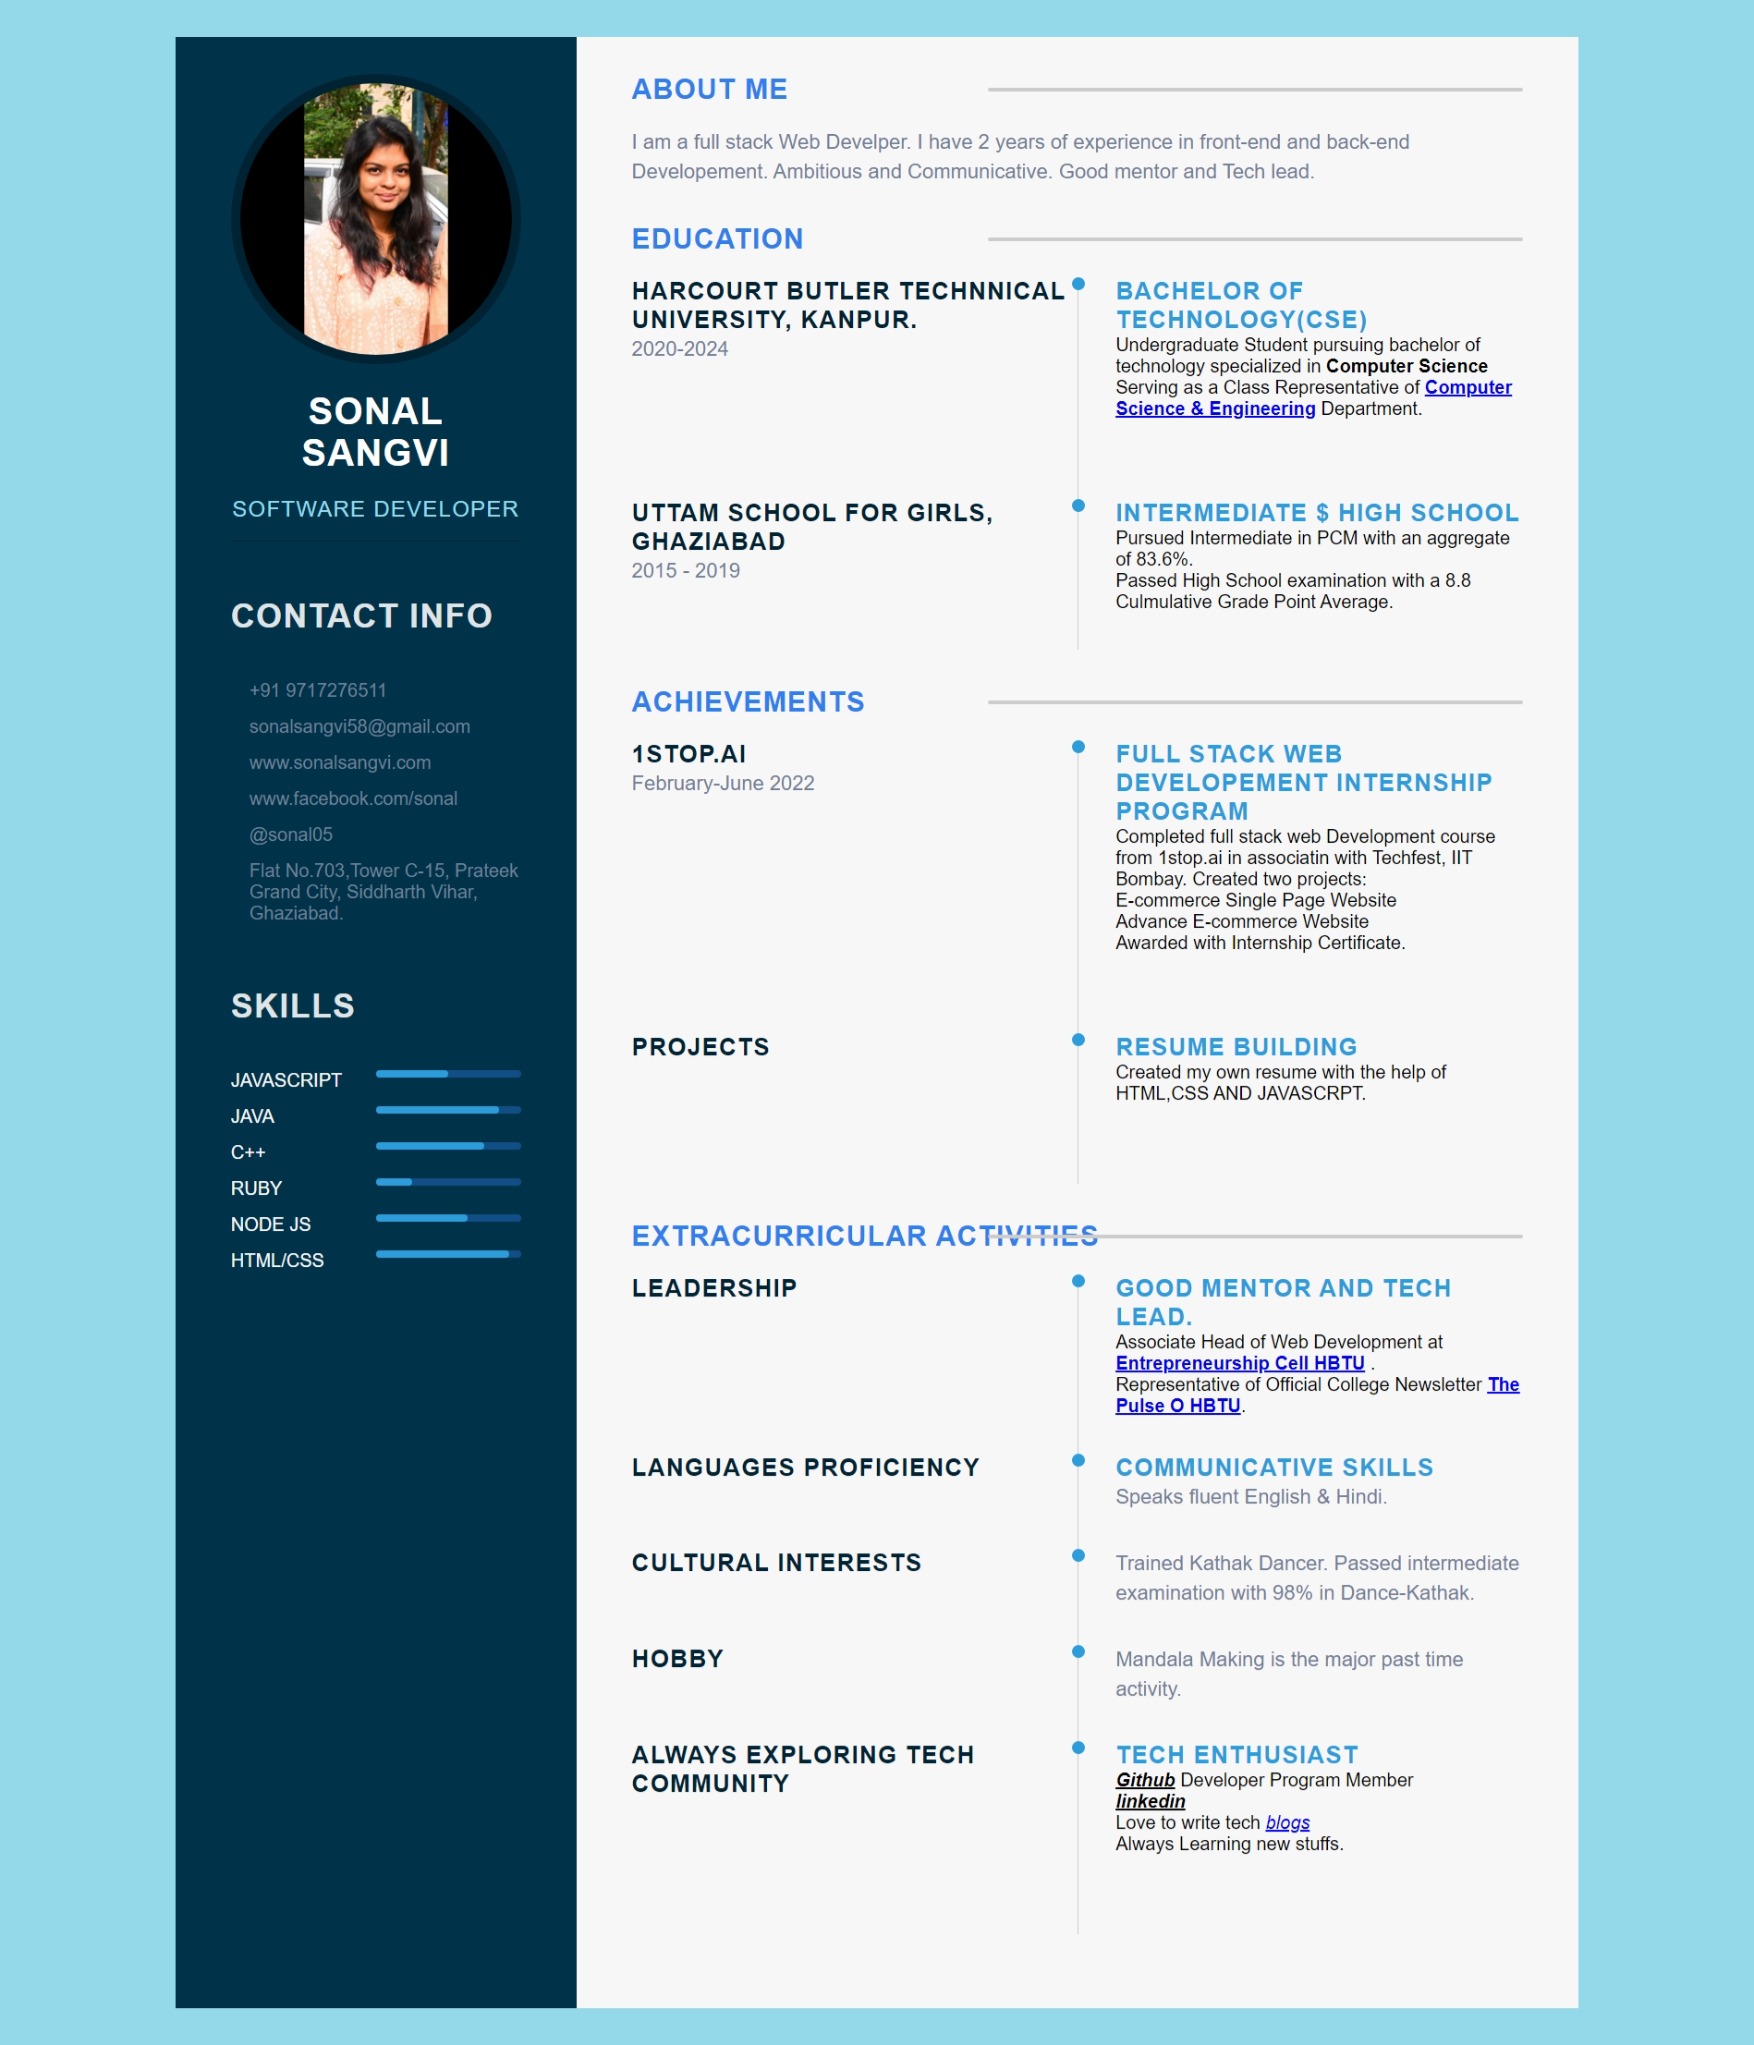 SONAL
SANGVI
SOFTWARE DEVELOPER
CONTACT INFO
+91 9717276511
sonalsangvi58@gmail.com
www.sonalsangvi.com
www.facebook.com/sonal
@sonal05
Flat No.703,Tower C-15, Prateek
Grand City, Siddharth Vihar,
Ghaziabad.
SKILLS
JAVASCRIPT
JAVA
C++
RUBY
NODE JS
HTML/CSS
ABOUT ME
I am a full stack Web Develper. I have 2 years of experience in front-end and back-end
Developement. Ambitious and Communicative. Good mentor and Tech lead.
EDUCATION
HARCOURT BUTLER TECHNNICAL
UNIVERSITY, KANPUR.
2020-2024
BACHELOR OF
TECHNOLOGY(CSE)
Undergraduate Student pursuing bachelor of
technology specialized in Computer Science
Serving as a Class Representative of Computer
Science & Engineering Department.
UTTAM SCHOOL FOR GIRLS,
GHAZIABAD
2015 - 2019
INTERMEDIATE $ HIGH SCHOOL
Pursued Intermediate in PCM with an aggregate
of 83.6%.
Passed High School examination with a 8.8
Culmulative Grade Point Average.
ACHIEVEMENTS
1STOP.AI
February-June 2022
FULL STACK WEB
DEVELOPEMENT INTERNSHIP
PROGRAM
Completed full stack web Development course
from 1stop.ai in associatin with Techfest, IIT
Bombay. Created two projects:
E-commerce Single Page Website
Advance E-commerce Website
Awarded with Internship Certificate.
PROJECTS
RESUME BUILDING
Created my own resume with the help of
HTML,CSS AND JAVASCRPT.
EXTRACURRICULAR ACTIVITIES
LEADERSHIP
GOOD MENTOR AND TECH
LEAD.
Associate Head of Web Development at
Entrepreneurship Cell HBTU .
Representative of Official College Newsletter The
Pulse O HBTU.
LANGUAGES PROFICIENCY
COMMUNICATIVE SKILLS
Speaks fluent English & Hindi.
CULTURAL INTERESTS
Trained Kathak Dancer. Passed intermediate
examination with 98% in Dance-Kathak.
HOBBY
Mandala Making is the major past time
activity.
ALWAYS EXPLORING TECH
COMMUNITY
TECH ENTHUSIAST
Github Developer Program Member
linkedin
Love to write tech blogs
Always Learning new stuffs.